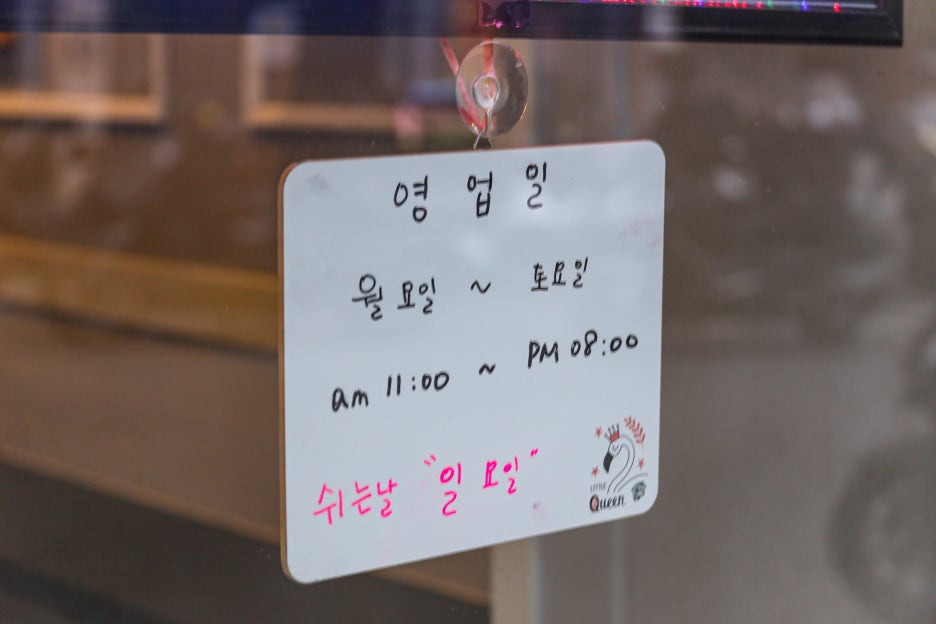 영 업 일
월요일 ~ 토요일
am 11:00 ~ PM 08:00
쉬는날 "일요일"
LITTLE
Queen